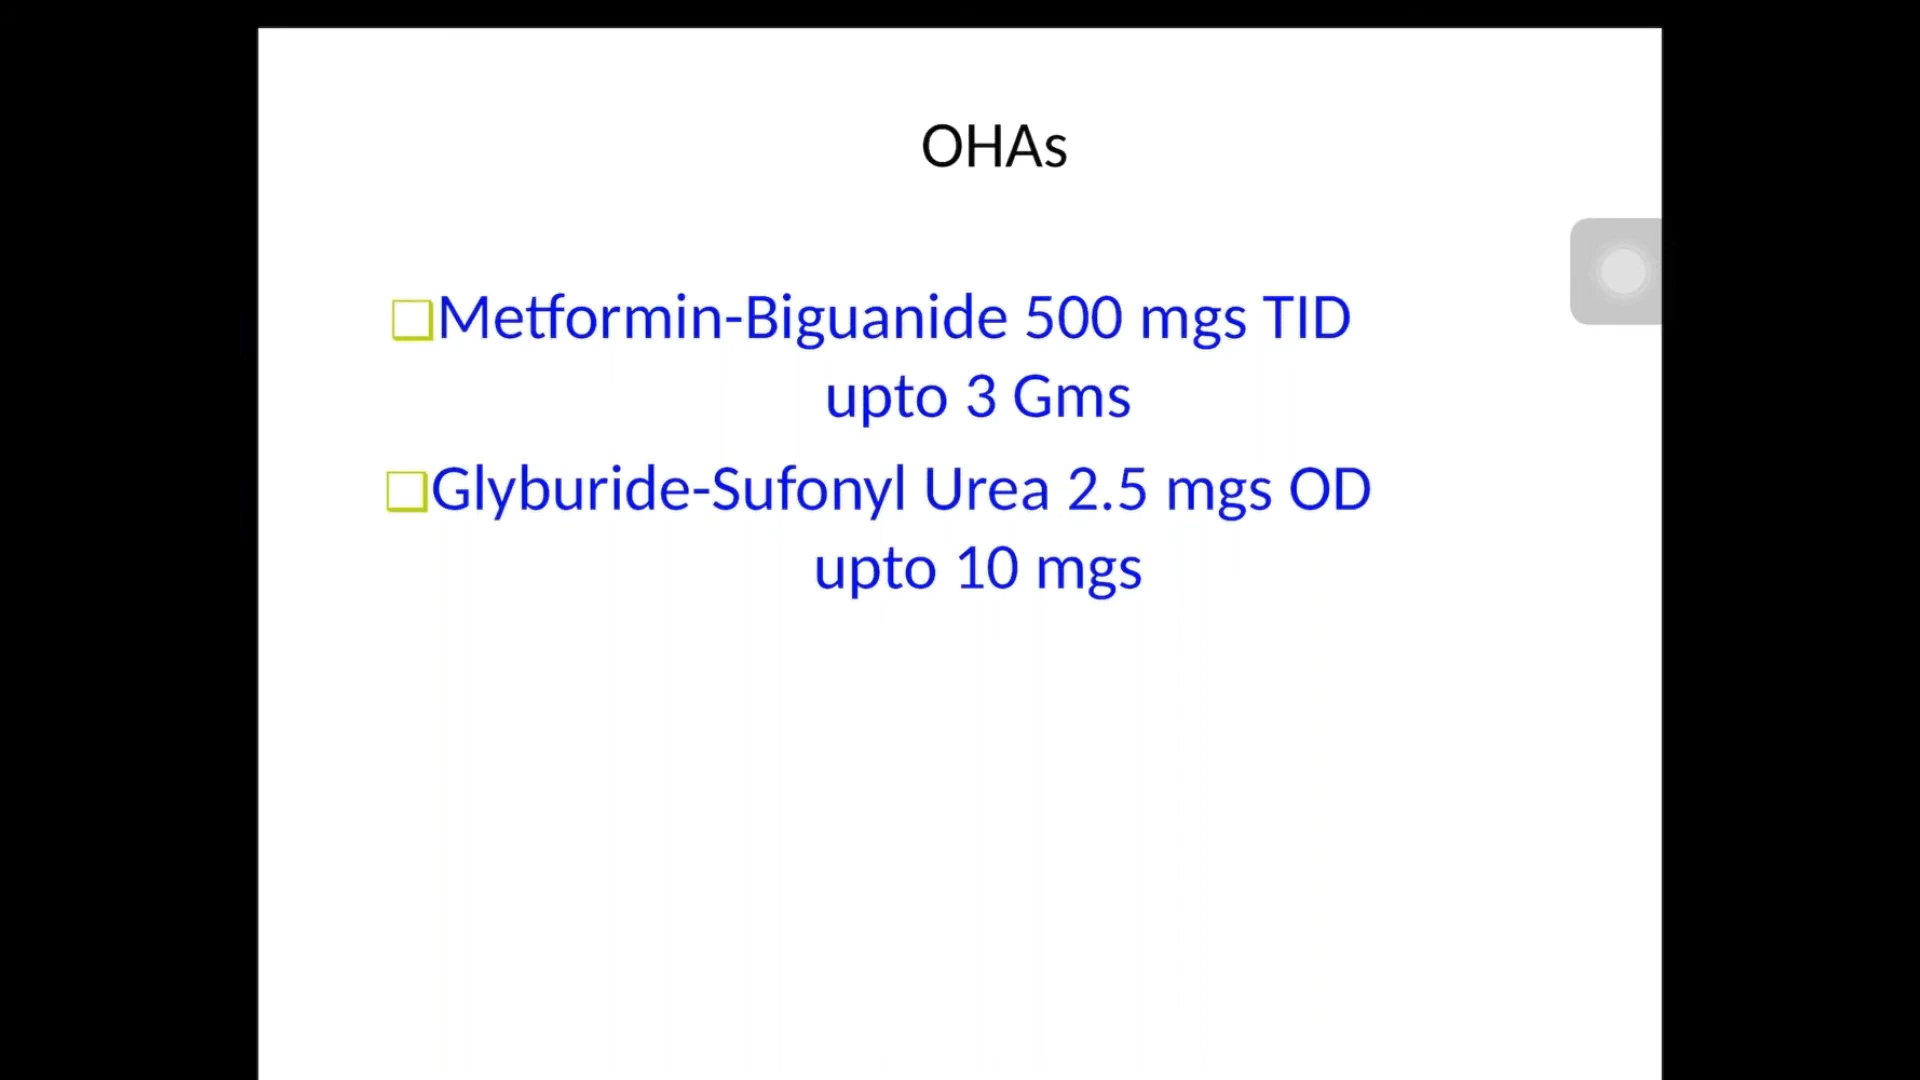 OHAs
Metformin-Biguanide 500 mgs TID
upto 3 Gms
Glyburide-Sufonyl Urea 2.5 mgs OD
upto 10 mgs